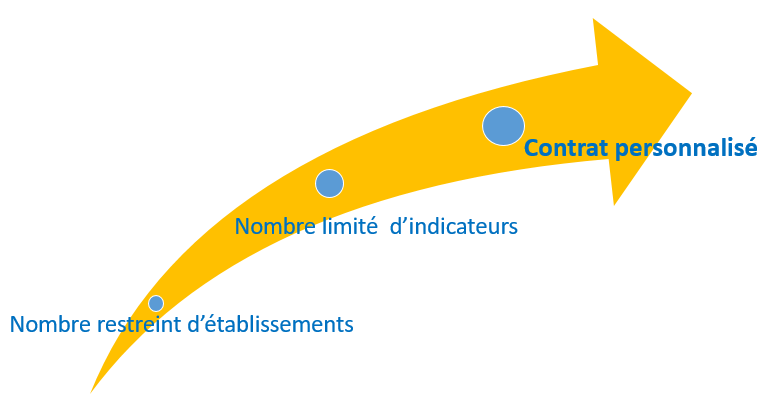 Contrat personnalisé
Nombre limité  d’indicateurs
Nombre restreint d’établissements